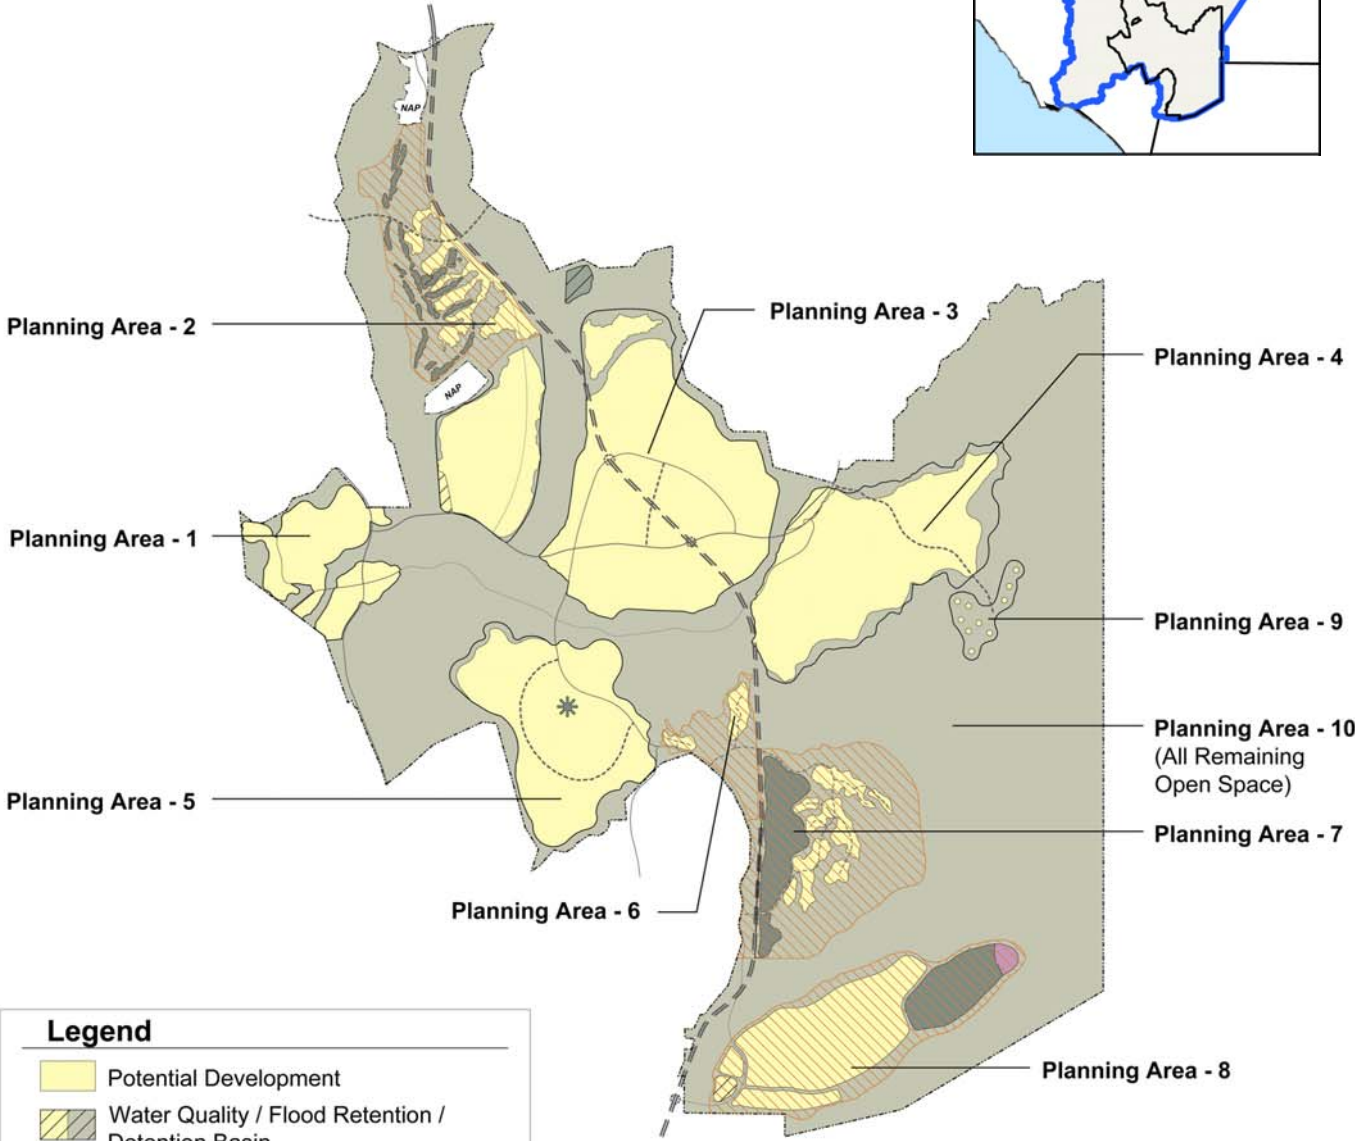 NAP
Planning Area - 3
Planning Area - 2
Planning Area - 4
NAP
Planning Area - 1
Planning Area - 9
Planning Area - 10
(All Remaining
Open Space)
Planning Area - 5
Planning Area - 7
Planning Area - 6
Legend
Planning Area - 8
Potential Development
Water Quality / Flood Retention /
Detention Basin